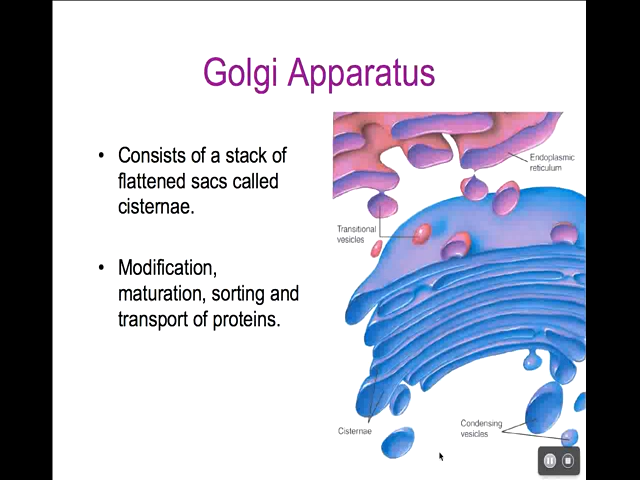 Golgi Apparatus
• Consists of a stack of
flattened sacs called
cisternae.
• Modification,
maturation, sorting and
transport of proteins.
Endoplasmic
reticulum
Transitional
vesicles
Cisternae
Condensing
vesicles